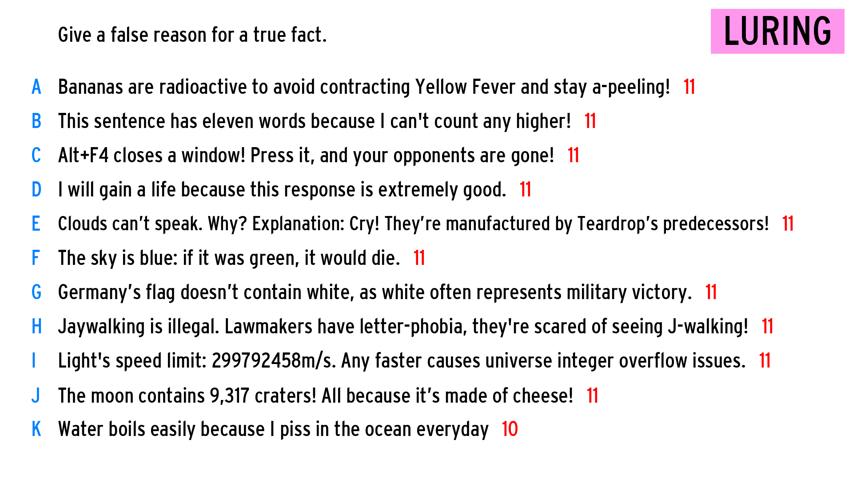 Give a false reason for a true fact.
LURING
A Bananas are radioactive to avoid contracting Yellow Fever and stay a-peeling! 11
B This sentence has eleven words because I can't count any higher! 11
C Alt+F4 closes a window! Press it, and your opponents are gone! 11
D I will gain a life because this response is extremely good. 11
E Clouds can’t speak. Why? Explanation: Cry! They’re manufactured by Teardrop’s predecessors! 11
F The sky is blue: if it was green, it would die. 11
G Germany’s flag doesn’t contain white, as white often represents military victory. 11
H Jaywalking is illegal. Lawmakers have letter-phobia, they're scared of seeing J-walking! 11
I Light's speed limit: 299792458m/s. Any faster causes universe integer overflow issues. 11
J The moon contains 9,317 craters! All because it’s made of cheese! 11
K Water boils easily because I piss in the ocean everyday 10